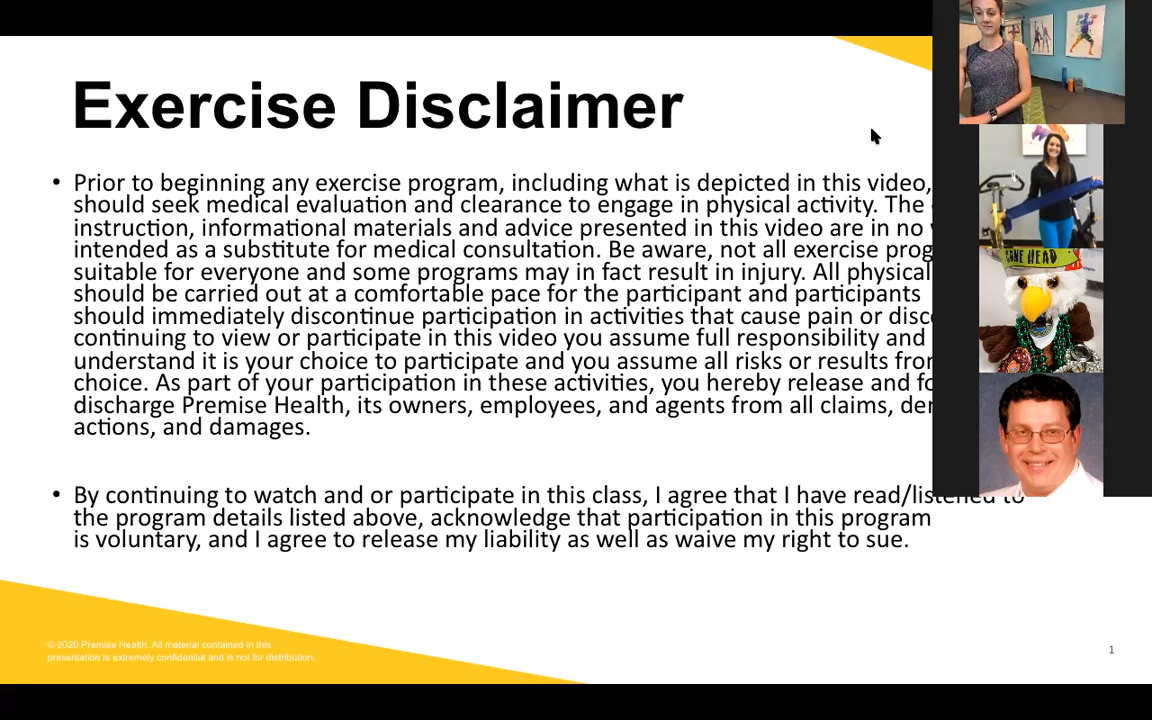 Exercise Disclaimer
• Prior to beginning any exercise program, including what is depicted in this video,
should seek medical evaluation and clearance to engage in physical activity. The
instruction, informational materials and advice presented in this video are in no
intended as a substitute for medical consultation. Be aware, not all exercise prog
suitable for everyone and some programs may in fact result in injury. All physical
should be carried out at a comfortable pace for the participant and participants
should immediately discontinue participation in activities that cause pain or disco
continuing to view or participate in this video you assume full responsibility and
understand it is your choice to participate and you assume all risks or results from
choice. As part of your participation in these activities, you hereby release and fo
discharge Premise Health, its owners, employees, and agents from all claims, dem
actions, and damages.
• By continuing to watch and or participate in this class, I agree that I have read/listened to
the program details listed above, acknowledge that participation in this program
is voluntary, and I agree to release my liability as well as waive my right to sue.
HEAD
© 2020 Premise Health. All material contained in this
presentation is extremely confidential and is not for distribution.
1